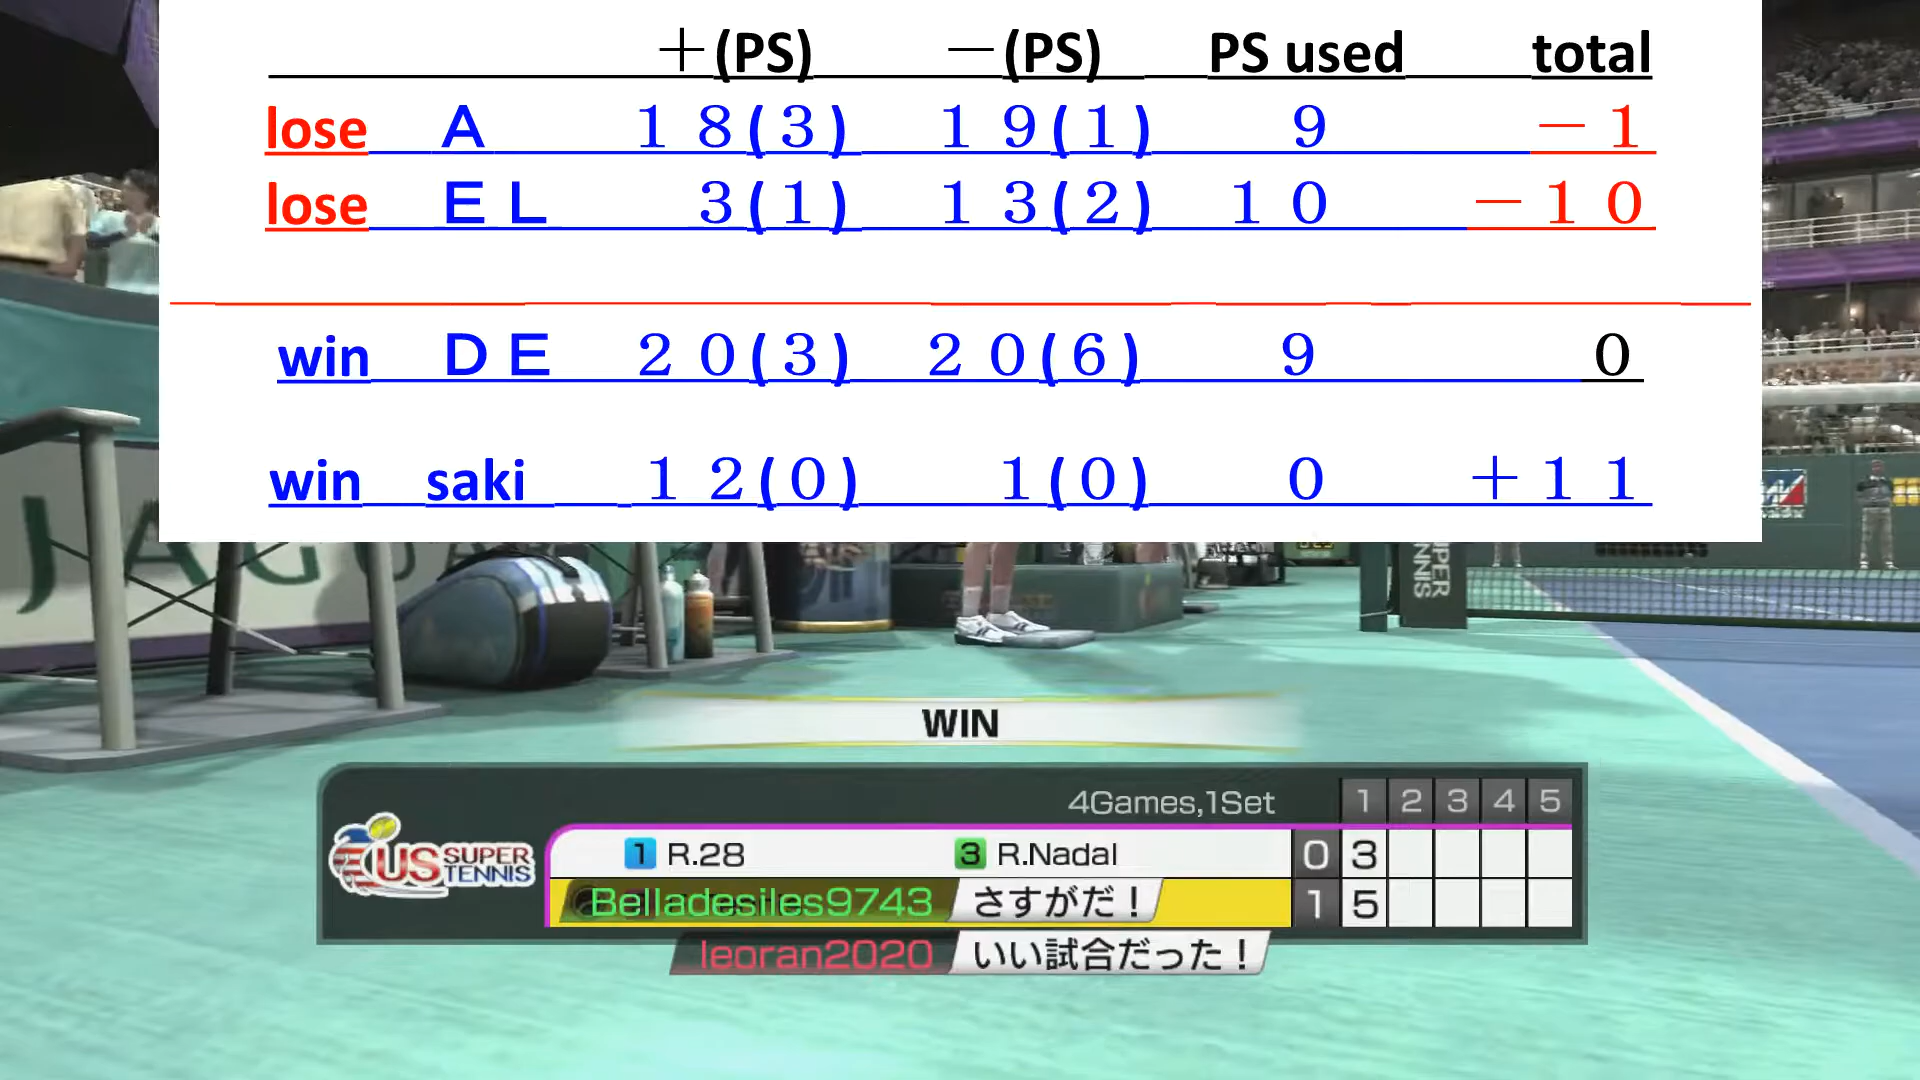 ＋(PS) －(PS) PS used total
lose A １８(３) １９(１) ９ －１
lose ＥＬ ３(１) １３(２) １０ －１０
win ＤＥ ２０(３) ２０(６) ９ ０
win saki １２(０) １(０) ０ ＋１１
JAGUA
SUPER TENNIS
WIN
4Games,1Set 1 2 3 4 5
US SUPER TENNIS
1 R.28 3 R.Nadal 0 3
Belladesiles9743 さすがだ！ 1 5
leoran2020 いい試合だった！